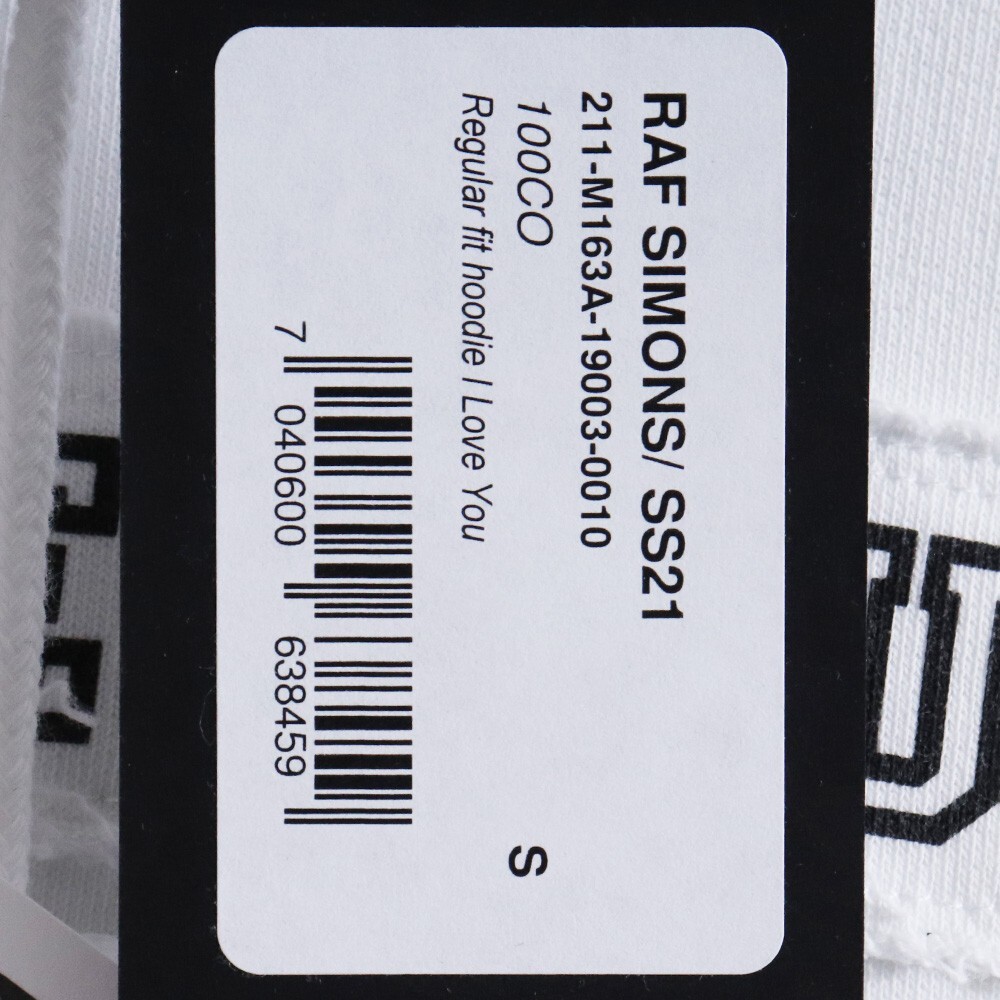 RAF SIMONS/ SS21
211-M163A-19003-0010
100CO
Regular fit hoodie I Love You
7 040600 638459
S
U